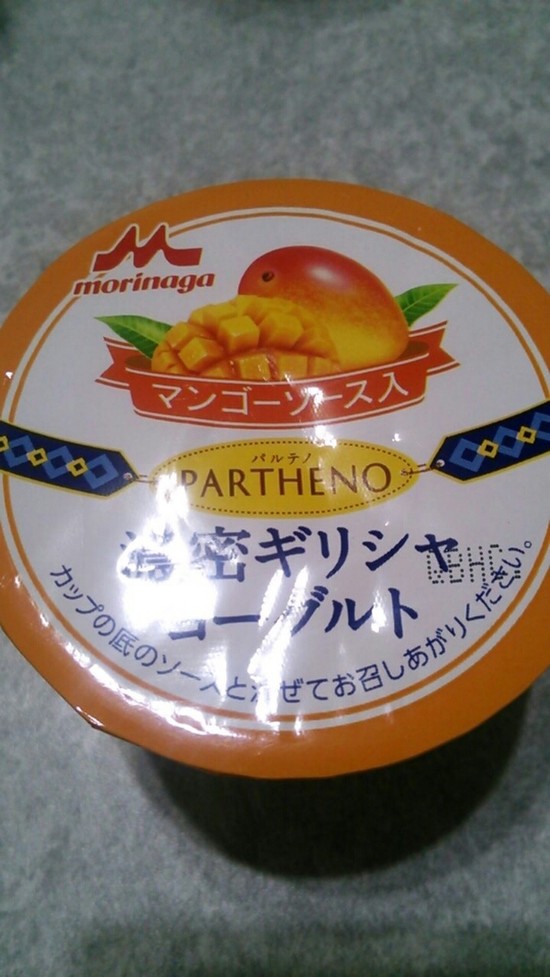 morinaga
マンゴーソース入
パルテノ
PARTHENO
濃密ギリシャ
ヨーグルト
カップの底のソースと混ぜてお召しあがりください。